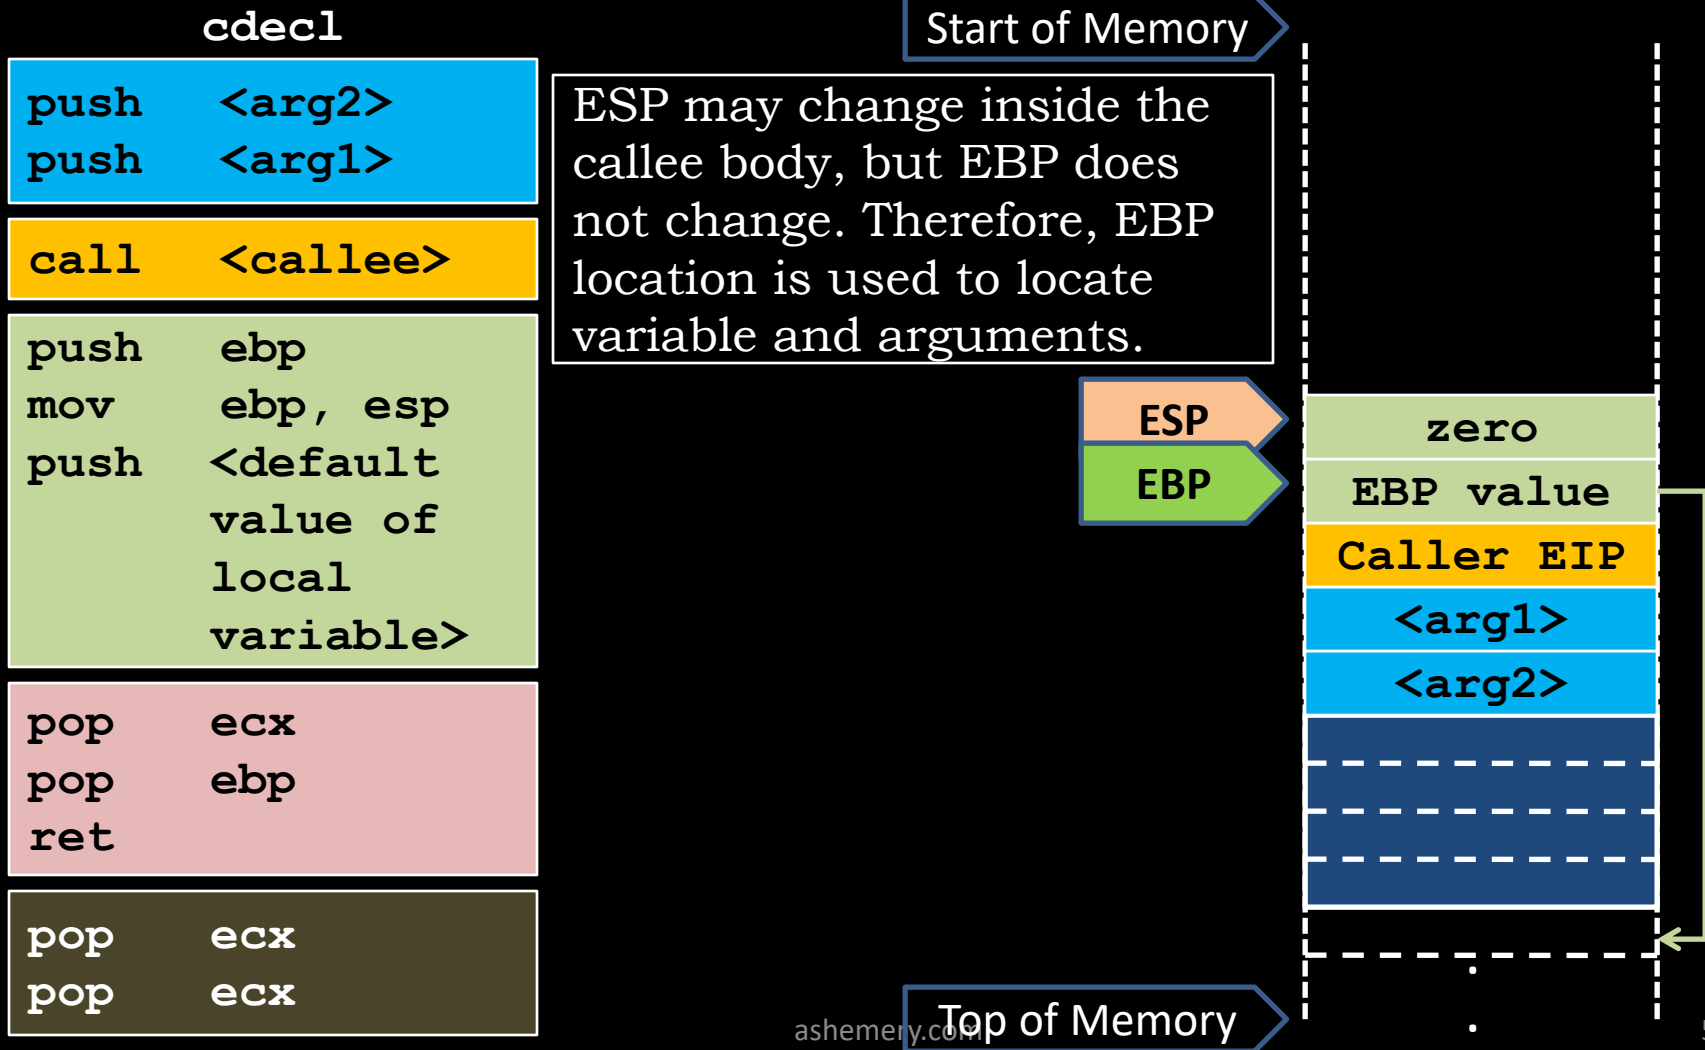 cdecl
push <arg2>
push <arg1>
call <callee>
push ebp
mov ebp, esp
push <default
value of
local
variable>
pop ecx
pop ebp
ret
pop ecx
pop ecx
Start of Memory
ESP may change inside the
callee body, but EBP does
not change. Therefore, EBP
location is used to locate
variable and arguments.
ESP
EBP
zero
EBP value
Caller EIP
<arg1>
<arg2>
.
.
Top of Memory
ashemery.com